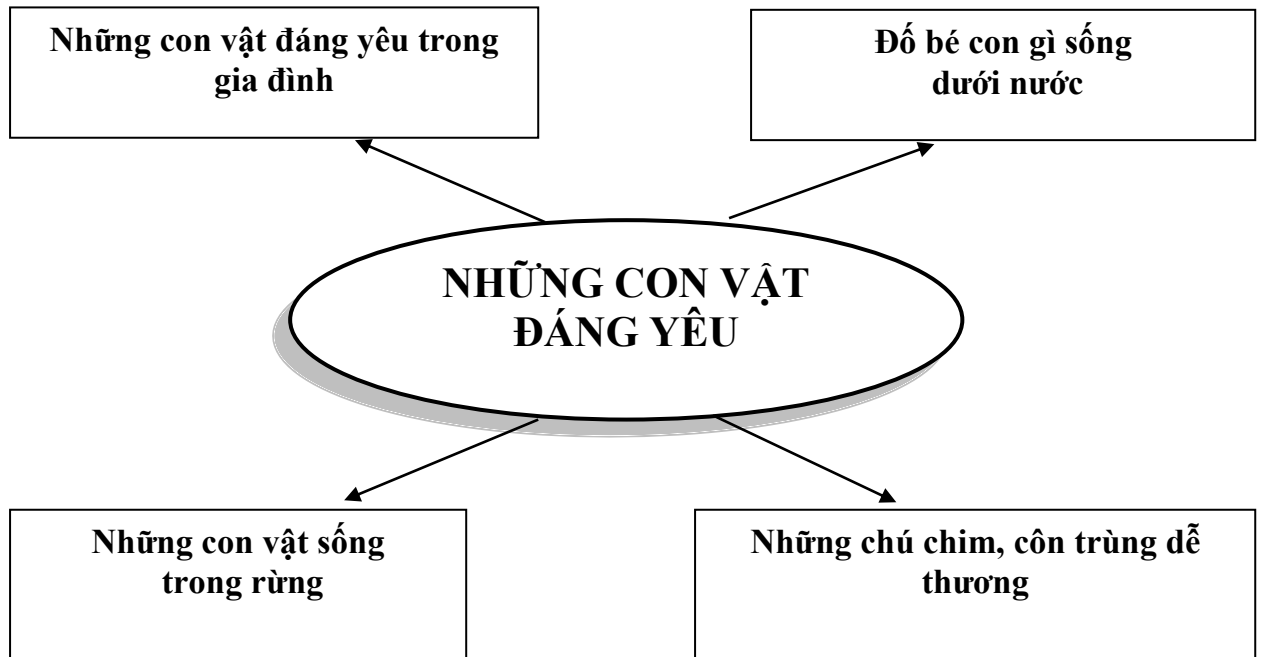 Những con vật đáng yêu trong
gia đình
Đố bé con gì sống
dưới nước
NHỮNG CON VẬT
ĐÁNG YÊU
Những con vật sống
trong rừng
Những chú chim, côn trùng dễ
thương